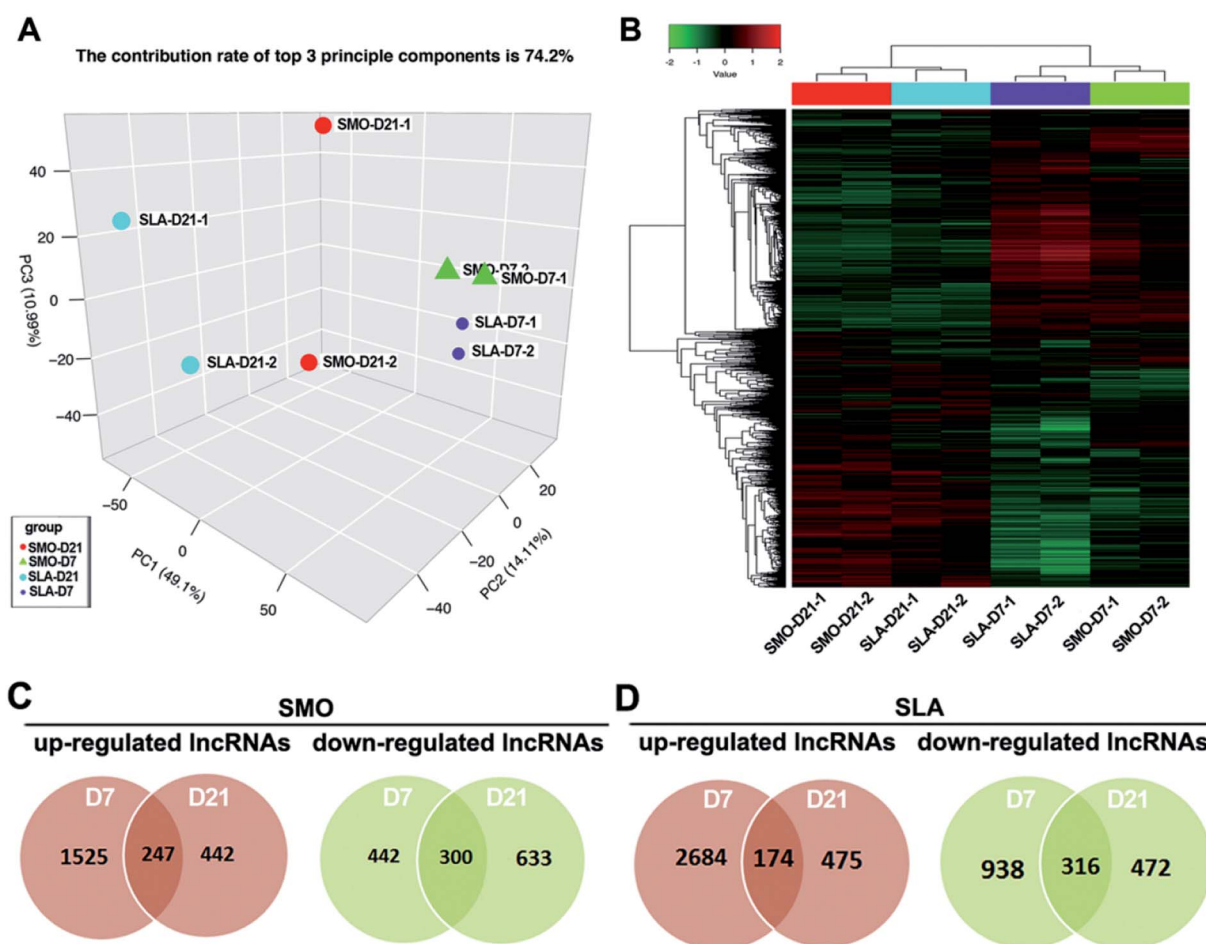 A
The contribution rate of top 3 principle components is 74.2%
PC3 (10.99%)
40
20
0
−20
−40
SMO-D21-1
SLA-D21-1
SMO-D7-2
SMO-D7-1
SLA-D7-1
SLA-D7-2
SLA-D21-2
SMO-D21-2
−50
0
50
PC1 (49.1%)
−40
−20
0
20
PC2 (14.11%)
group
SMO-D21
SMO-D7
SLA-D21
SLA-D7
B
-2 -1 0 1 2
Value
SMO-D21-1
SMO-D21-2
SLA-D21-1
SLA-D21-2
SLA-D7-1
SLA-D7-2
SMO-D7-1
SMO-D7-2
C
SMO
up-regulated lncRNAs down-regulated lncRNAs
D7 D21 D7 D21
1525 247 442 442 300 633
D
SLA
up-regulated lncRNAs down-regulated lncRNAs
D7 D21 D7 D21
2684 174 475 938 316 472